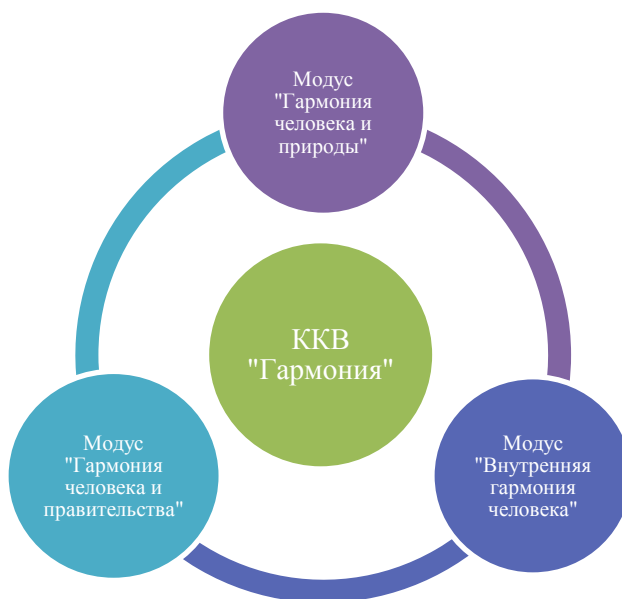 Модус
"Гармония
человека и
природы"
ККВ
"Гармония"
Модус
"Гармония
человека и
правительства"
Модус
"Внутренняя
гармония
человека"